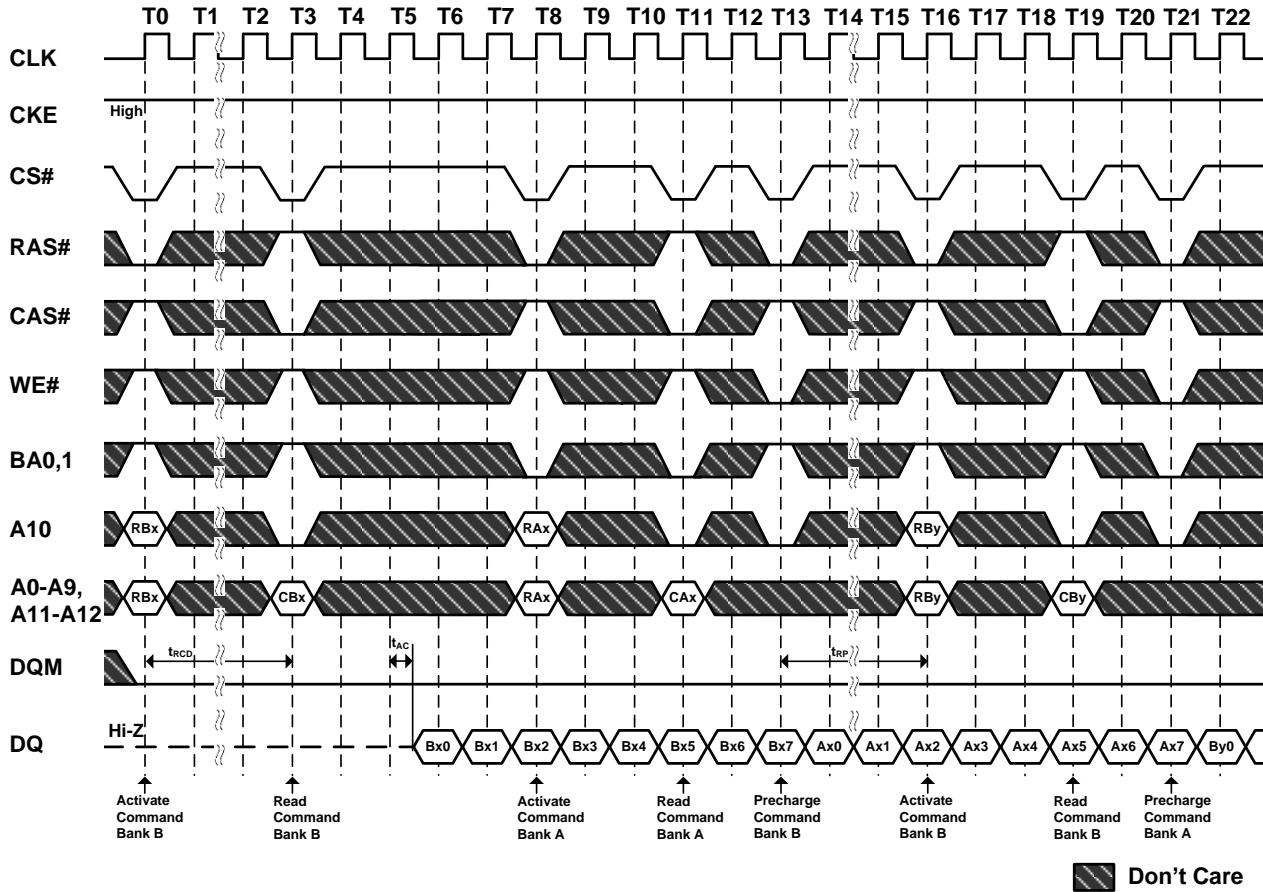 T0 T1 T2 T3 T4 T5 T6 T7 T8 T9 T10 T11 T12 T13 T14 T15 T16 T17 T18 T19 T20 T21 T22
CLK
CKE
High
CS#
RAS#
CAS#
WE#
BA0,1
A10
RBx RAx RBy
A0-A9,
A11-A12
RBx CBx RAx CAx RBy CBy
DQM
tRCD tAC tRP
DQ
Hi-Z
Bx0 Bx1 Bx2 Bx3 Bx4 Bx5 Bx6 Bx7 Ax0 Ax1 Ax2 Ax3 Ax4 Ax5 Ax6 Ax7 By0
Activate
Command
Bank B
Read
Command
Bank B
Activate
Command
Bank A
Read
Command
Bank A
Precharge
Command
Bank B
Activate
Command
Bank B
Read
Command
Bank B
Precharge
Command
Bank A
Don't Care